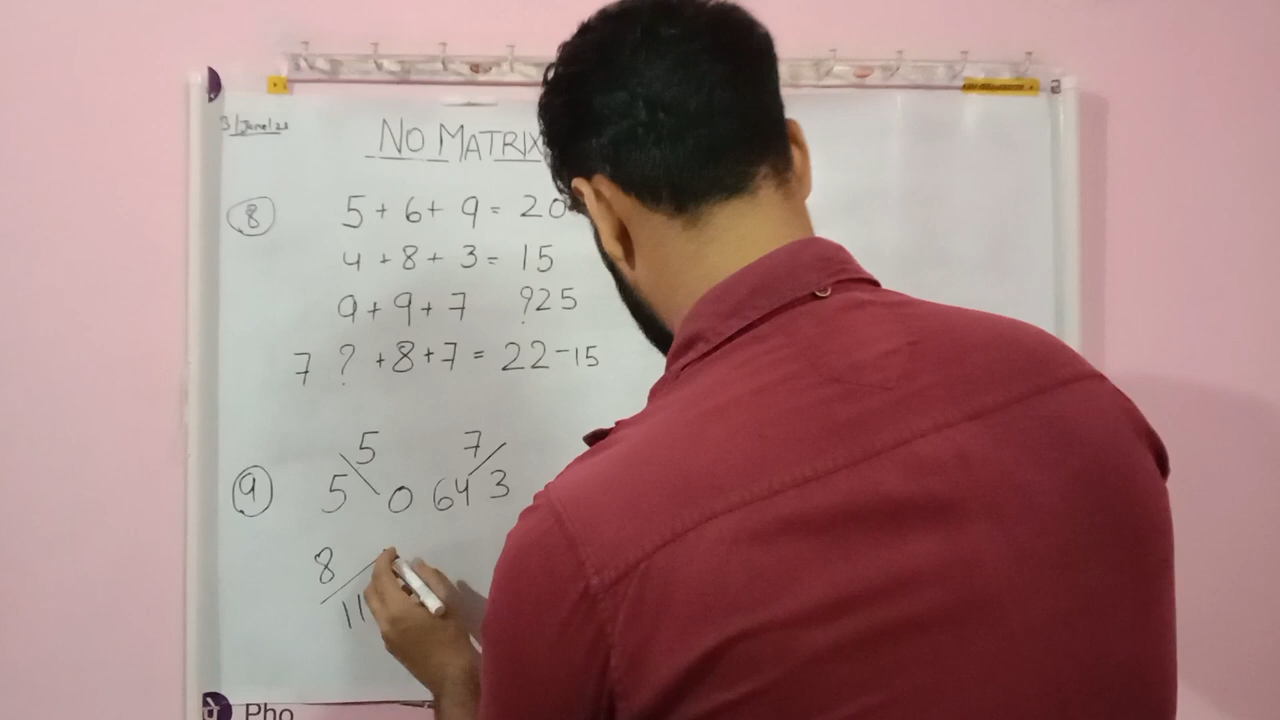 3/June/21
NO MATRIX
8 5 + 6 + 9 = 20
4 + 8 + 3 = 15
9 + 9 + 7 ? 25
7 ? + 8 + 7 = 22 - 15
5 7
9 5 0 64 3
8
11
Pho